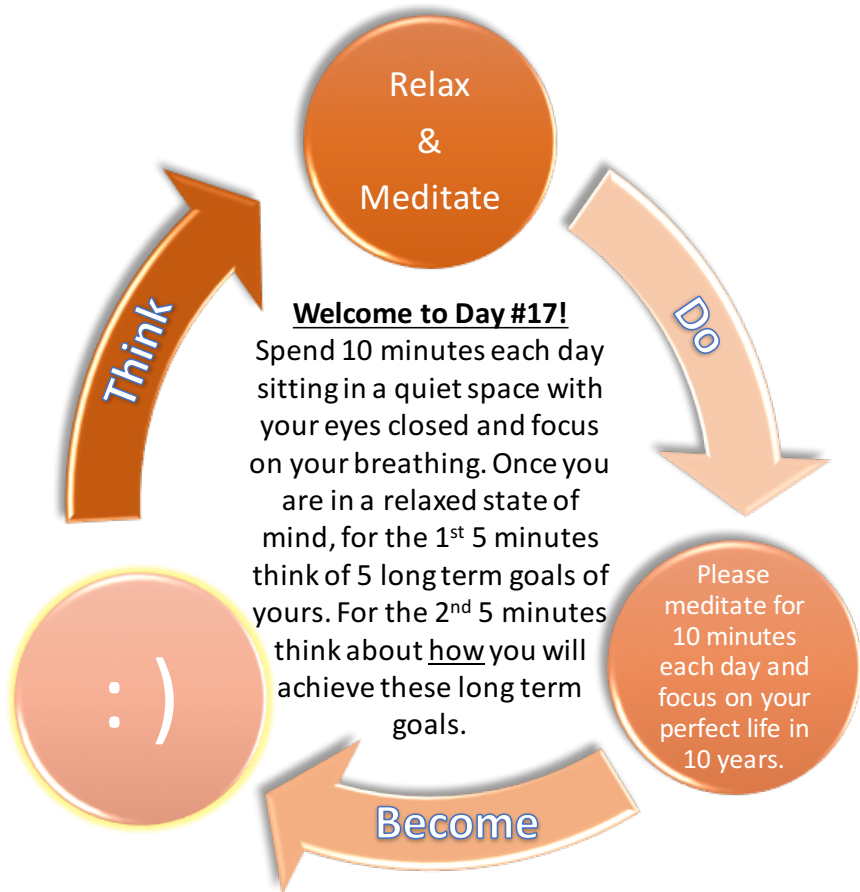 Relax
&
Meditate
Do
Think
Welcome to Day #17!
Spend 10 minutes each day
sitting in a quiet space with
your eyes closed and focus
on your breathing. Once you
are in a relaxed state of
mind, for the 1st 5 minutes
think of 5 long term goals of
yours. For the 2nd 5 minutes
think about how you will
achieve these long term
goals.
Please
meditate for
10 minutes
each day and
focus on your
perfect life in
10 years.
Become
: )